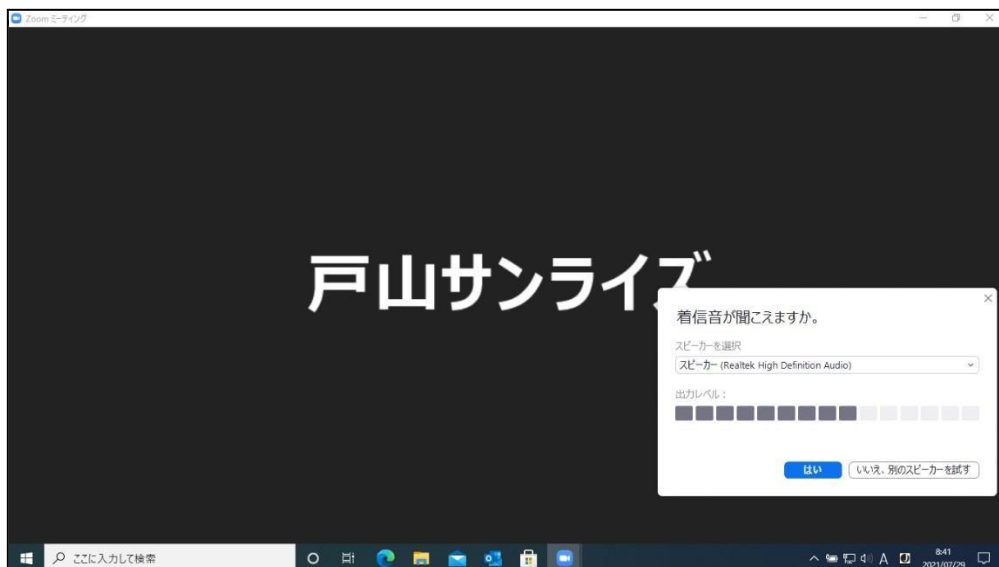 Zoom ミーティング
戸山サンライズ
着信音が聞こえますか。
スピーカーを選択
スピーカー (Realtek High Definition Audio)
出力レベル：
はい
いいえ、別のスピーカーを試す
ここに入力して検索
A
8:41
2021/07/29